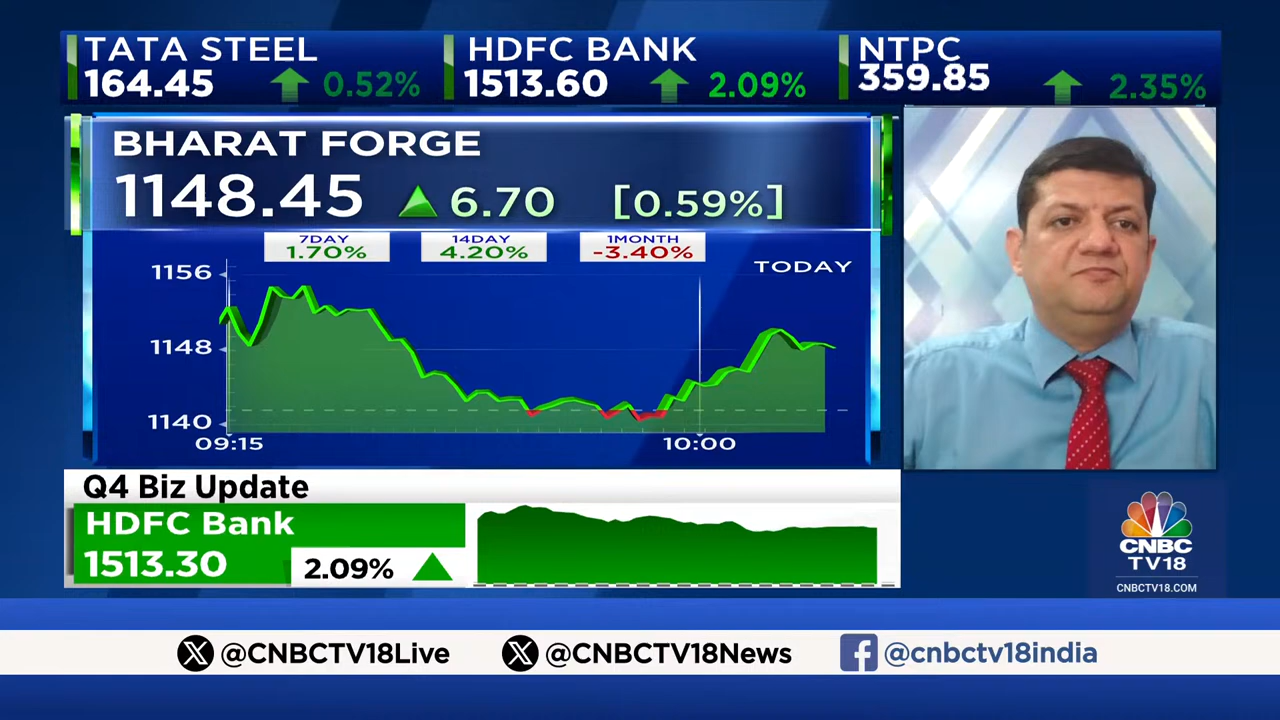 TATA STEEL
164.45 0.52%
HDFC BANK
1513.60 2.09%
NTPC
359.85 2.35%
BHARAT FORGE
1148.45 6.70 [0.59%]
7DAY
1.70%
14DAY
4.20%
1MONTH
-3.40%
TODAY
1156
1148
1140
09:15 10:00
Q4 Biz Update
HDFC Bank
1513.30 2.09%
CNBC
TV18
CNBCTV18.COM
@CNBCTV18Live @CNBCTV18News @cnbctv18india